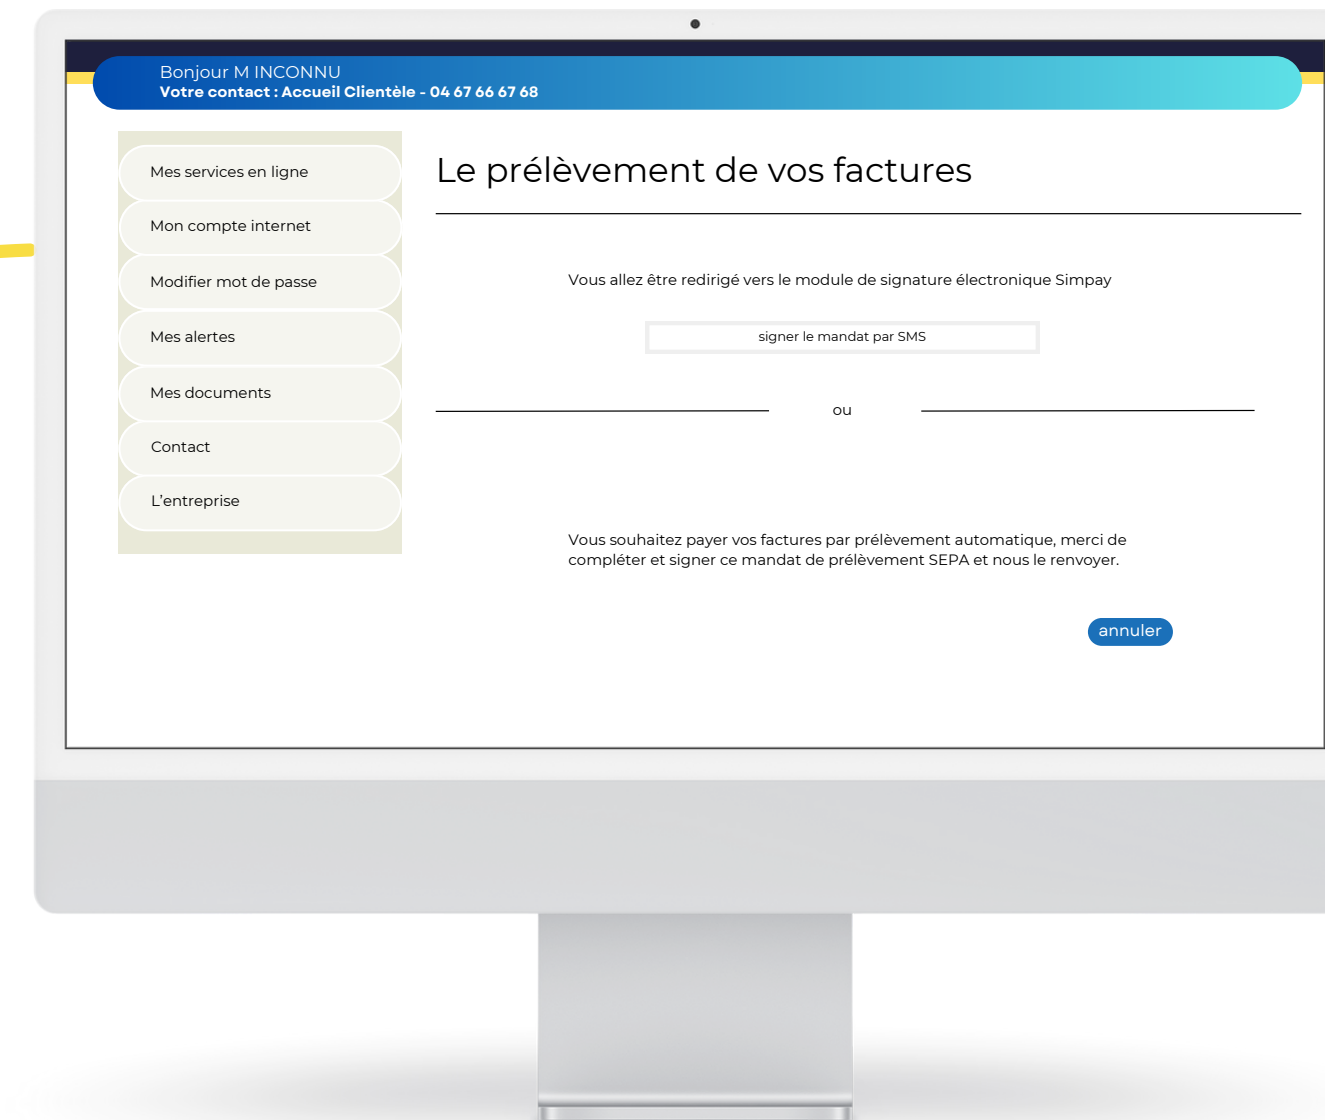 Bonjour M INCONNU
Votre contact : Accueil Clientèle - 04 67 66 67 68
Mes services en ligne
Mon compte internet
Modifier mot de passe
Mes alertes
Mes documents
Contact
L’entreprise
Le prélèvement de vos factures
Vous allez être redirigé vers le module de signature électronique Simpay
signer le mandat par SMS
ou
Vous souhaitez payer vos factures par prélèvement automatique, merci de
compléter et signer ce mandat de prélèvement SEPA et nous le renvoyer.
annuler